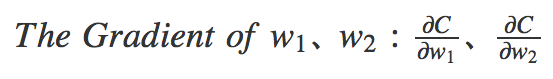 The Gradient of w₁、w₂ : ∂C/∂w₁、 ∂C/∂w₂